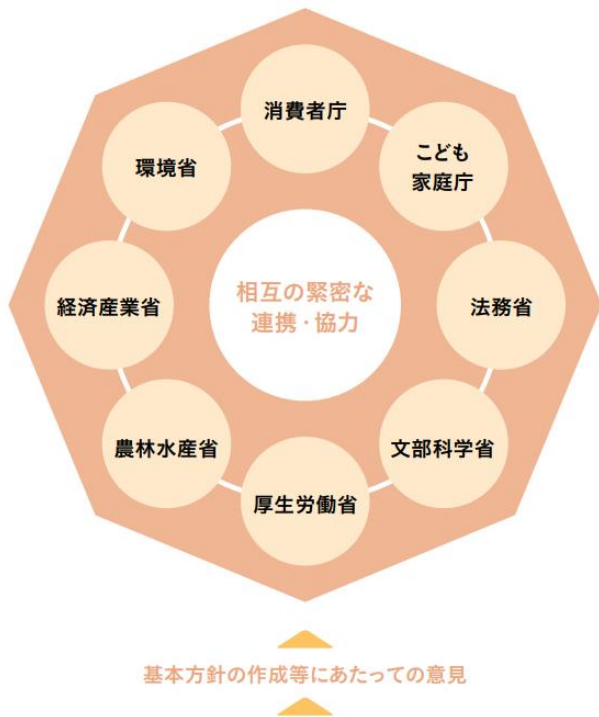 消費者庁
こども
家庭庁
法務省
文部科学省
厚生労働省
農林水産省
経済産業省
環境省
相互の緊密な
連携・協力
基本方針の作成等にあたっての意見